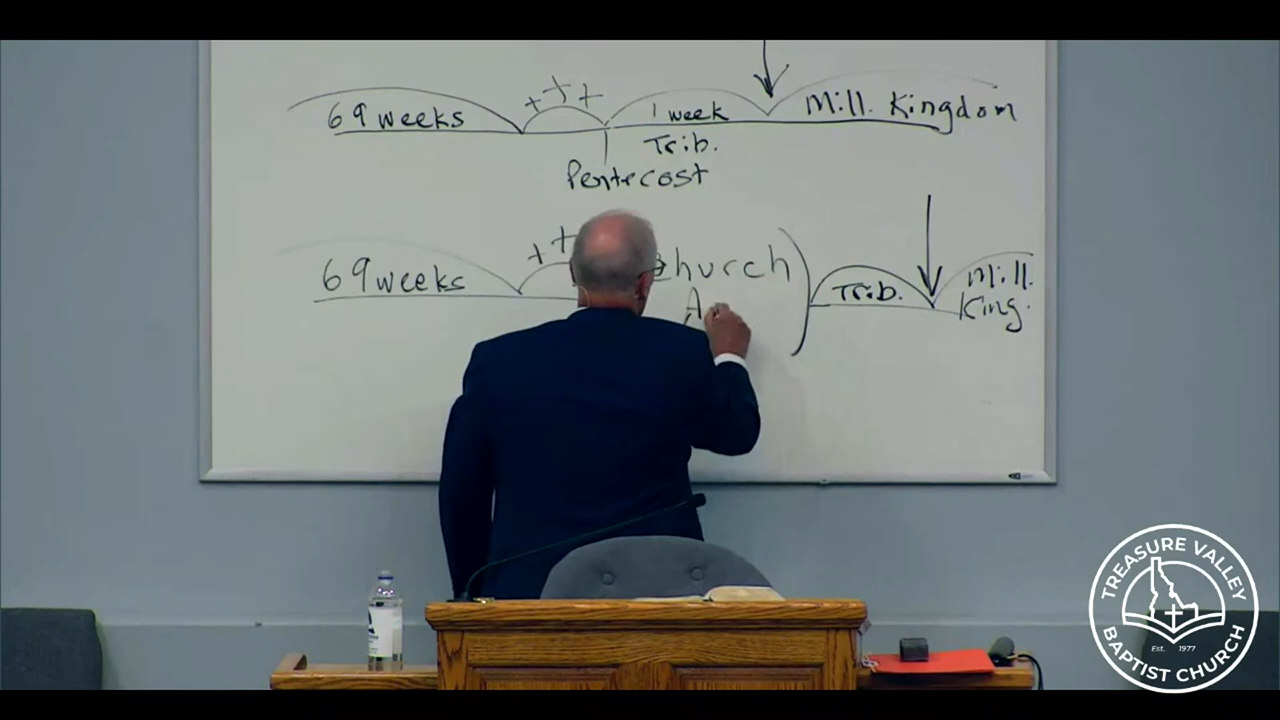 69 weeks + + + 1 week Mill. Kingdom
Trib.
Pentecost
69 weeks + + Church Trib. Mill.
A King.
TREASURE VALLEY
Est. 1977
BAPTIST CHURCH